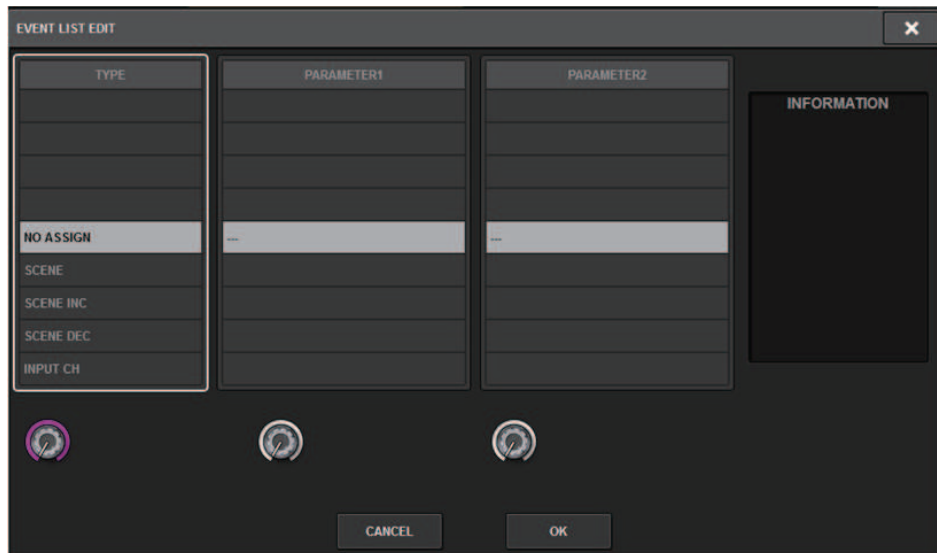 EVENT LIST EDIT
TYPE
PARAMETER1
PARAMETER2
INFORMATION
NO ASSIGN
---
---
SCENE
SCENE INC
SCENE DEC
INPUT CH
CANCEL
OK